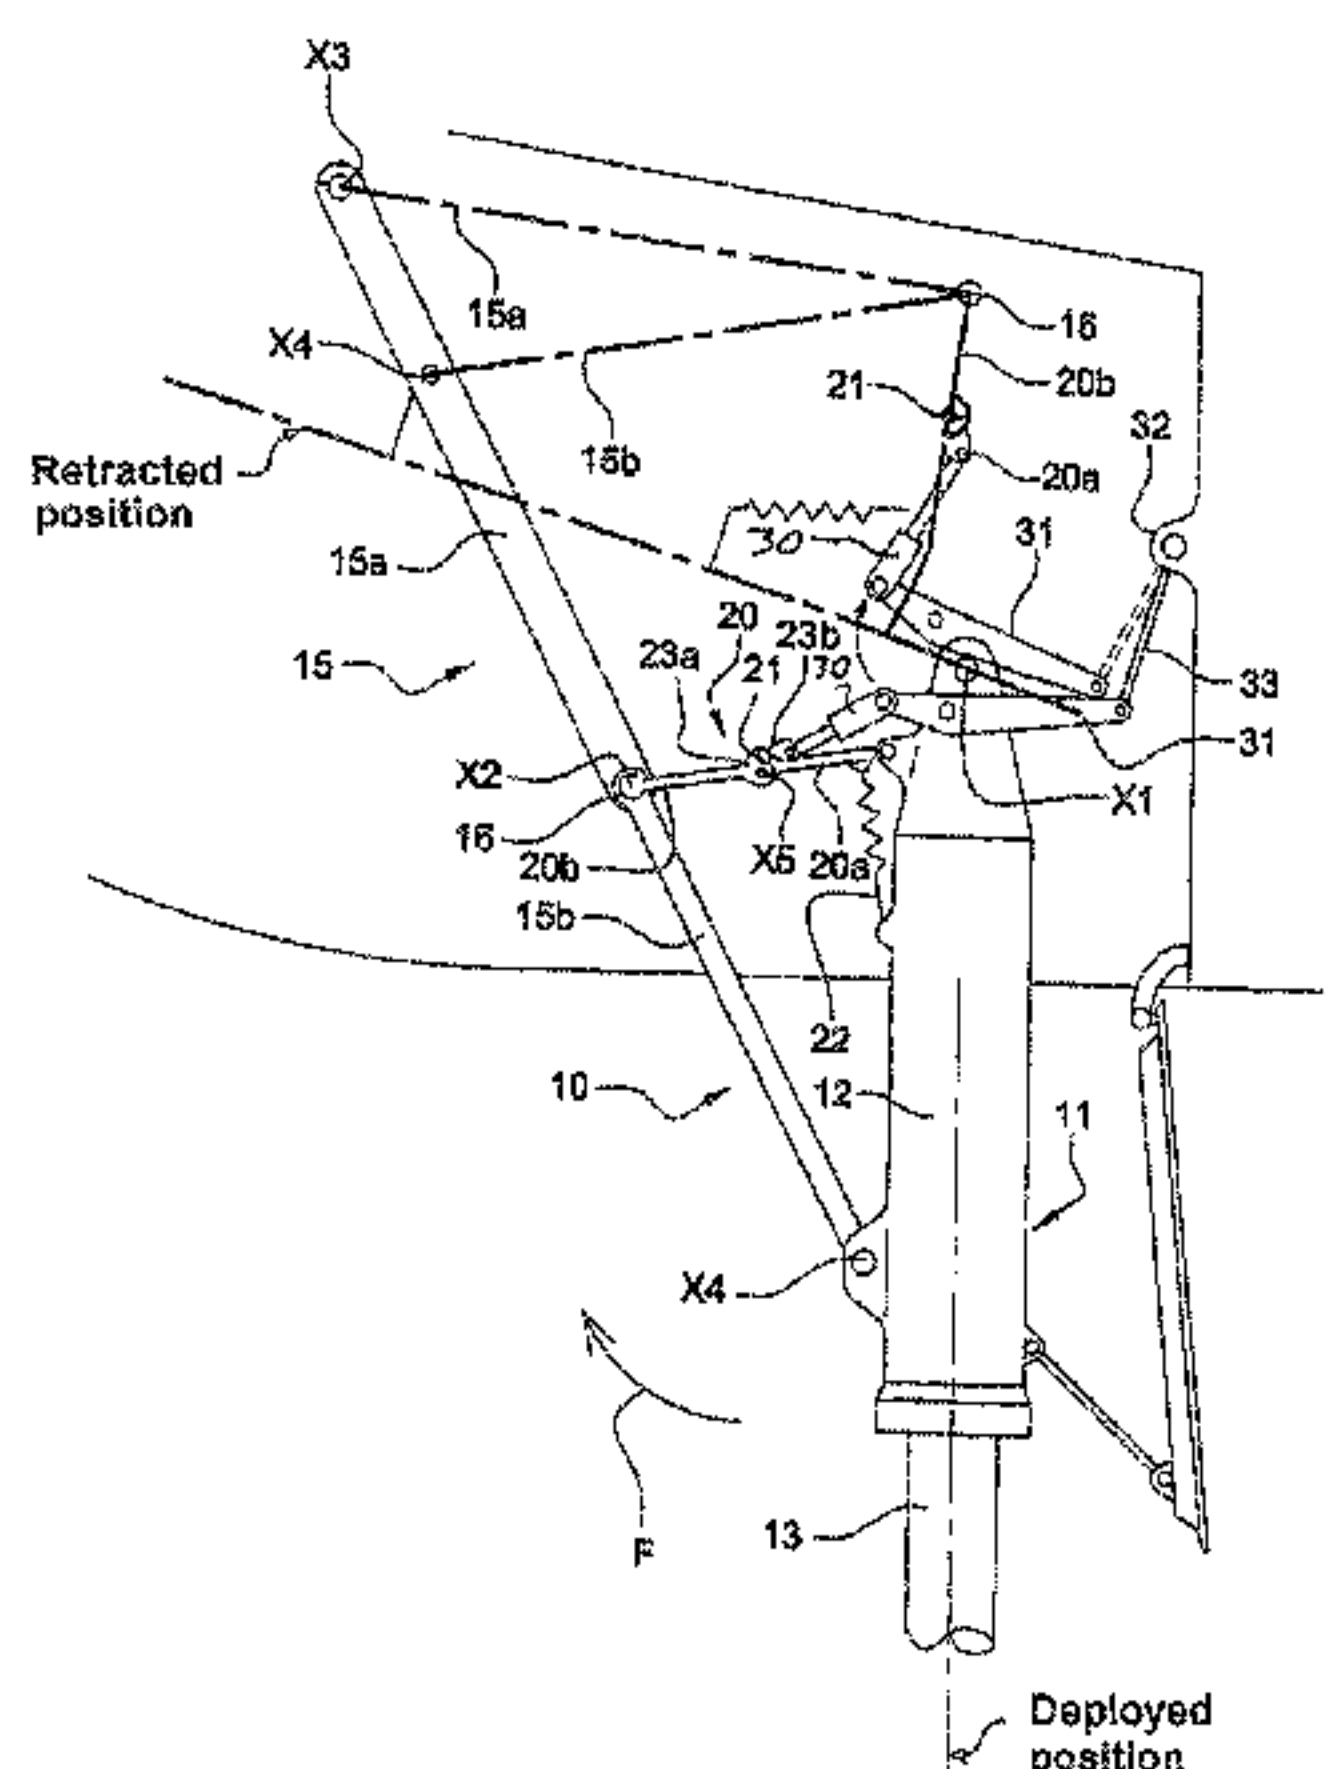 X3
15a
16
X4
21
20b
32
Retracted
position
15b
20a
30
31
15a
20
23b
15
23a
21
30
33
31
X2
X1
16
20b
X5
20a
15b
22
10
12
11
X4
13
F
Deployed
position